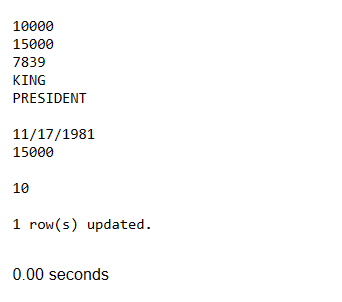 10000
15000
7839
KING
PRESIDENT
11/17/1981
15000
10
1 row(s) updated.
0.00 seconds